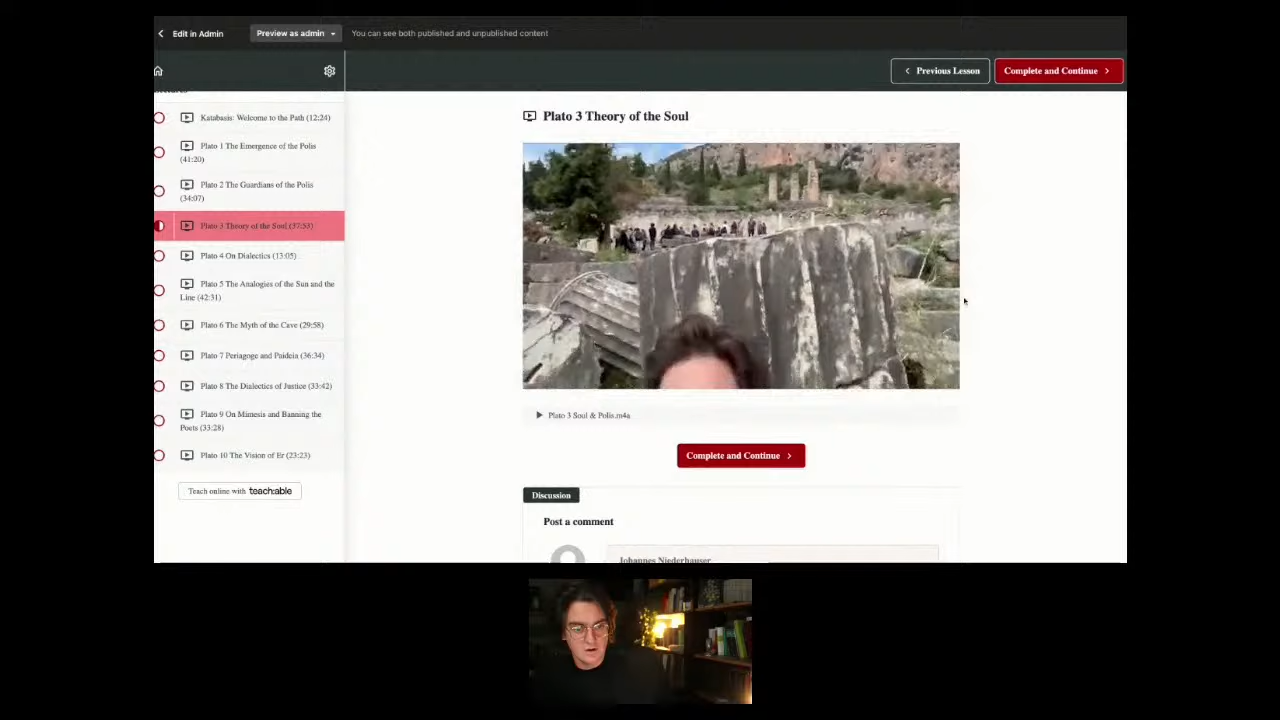 Edit in Admin
Preview as admin
You can see both published and unpublished content
Previous Lesson
Complete and Continue
Lectures
Katabasis: Welcome to the Path (12:24)
Plato 1 The Emergence of the Polis
(41:20)
Plato 2 The Guardians of the Polis
(34:07)
Plato 3 Theory of the Soul (37:53)
Plato 4 On Dialectics (13:05)
Plato 5 The Analogies of the Sun and the
Line (42:31)
Plato 6 The Myth of the Cave (29:58)
Plato 7 Periagoge and Paideia (36:34)
Plato 8 The Dialectics of Justice (33:42)
Plato 9 On Mimesis and Banning the
Poets (33:28)
Plato 10 The Vision of Er (23:23)
Teach online with teach:able
Plato 3 Theory of the Soul
Plato 3 Soul & Polis.m4a
Complete and Continue
Discussion
Post a comment
Johannes Niederhauser